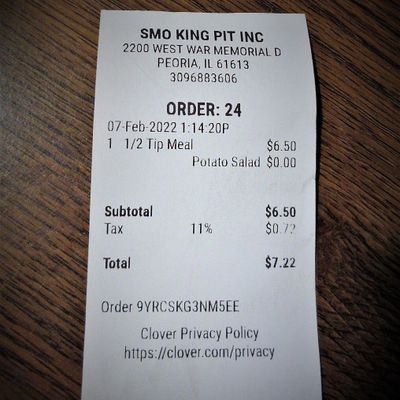 SMO KING PIT INC
2200 WEST WAR MEMORIAL D
PEORIA, IL 61613
3096883606
ORDER: 24
07-Feb-2022 1:14:20P
1 1/2 Tip Meal $6.50
Potato Salad $0.00
Subtotal $6.50
Tax 11% $0.72
Total $7.22
Order 9YRCSKG3NM5EE
Clover Privacy Policy
https://clover.com/privacy